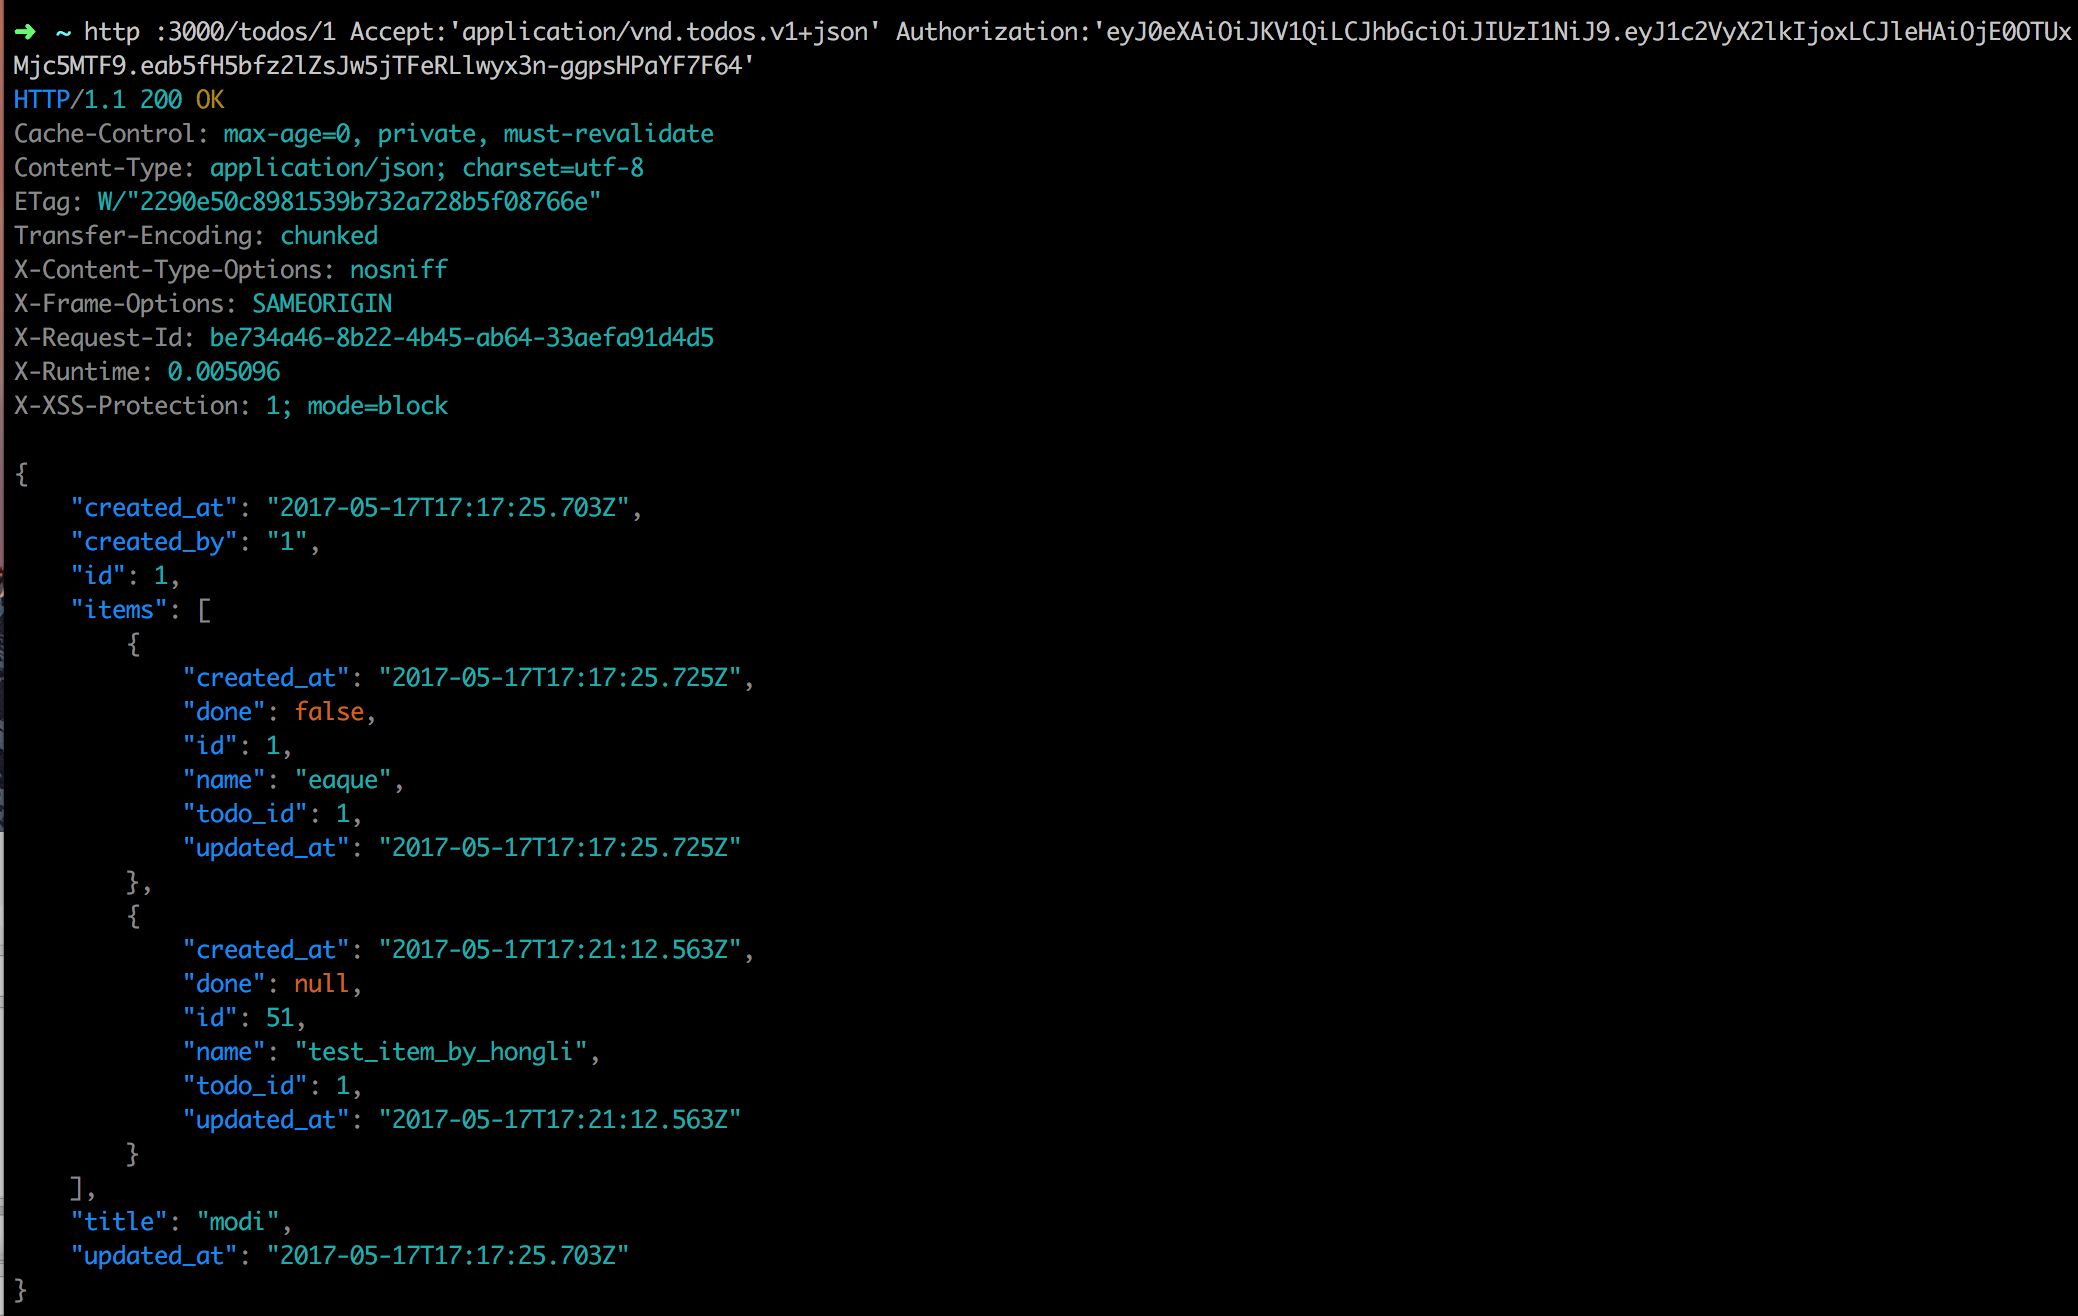 ➜ ~ http :3000/todos/1 Accept:'application/vnd.todos.v1+json' Authorization:'eyJ0eXAiOiJKV1QiLCJhbGciOiJIUzI1NiJ9.eyJ1c2VyX2lkIjoxLCJleHAiOjE0OTUx
Mjc5MTF9.eab5fH5bfz2lZsJw5jTFeRLlwyx3n-ggpsHPaYF7F64'
HTTP/1.1 200 OK
Cache-Control: max-age=0, private, must-revalidate
Content-Type: application/json; charset=utf-8
ETag: W/"2290e50c8981539b732a728b5f08766e"
Transfer-Encoding: chunked
X-Content-Type-Options: nosniff
X-Frame-Options: SAMEORIGIN
X-Request-Id: be734a46-8b22-4b45-ab64-33aefa91d4d5
X-Runtime: 0.005096
X-XSS-Protection: 1; mode=block
{
    "created_at": "2017-05-17T17:17:25.703Z",
    "created_by": "1",
    "id": 1,
    "items": [
        {
            "created_at": "2017-05-17T17:17:25.725Z",
            "done": false,
            "id": 1,
            "name": "eaque",
            "todo_id": 1,
            "updated_at": "2017-05-17T17:17:25.725Z"
        },
        {
            "created_at": "2017-05-17T17:21:12.563Z",
            "done": null,
            "id": 51,
            "name": "test_item_by_hongli",
            "todo_id": 1,
            "updated_at": "2017-05-17T17:21:12.563Z"
        }
    ],
    "title": "modi",
    "updated_at": "2017-05-17T17:17:25.703Z"
}